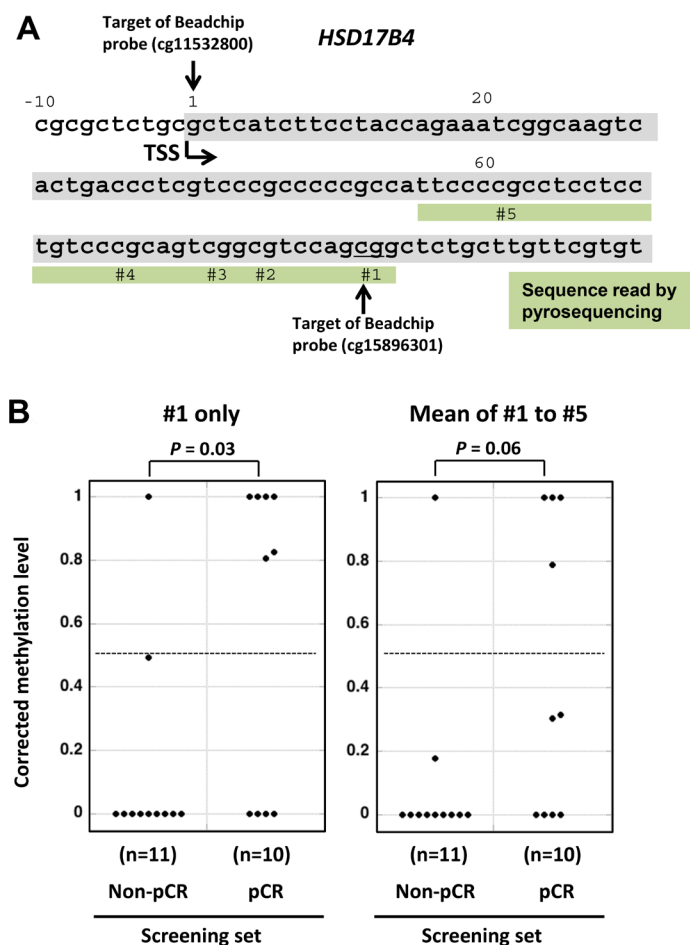 A
Target of Beadchip
probe (cg11532800)
HSD17B4
-10 1 20
cgcgctctgcgctcatcttcctaccagaaatcggcaagtc
TSS
60
actgaccctcgtcccgcccccgccattccccgcctcctcc
#5
tgtcccgcagtcggcgtccagcggctctgcttgttcgtgt
#4 #3 #2 #1
Target of Beadchip
probe (cg15896301)
Sequence read by
pyrosequencing
B
#1 only
P = 0.03
Mean of #1 to #5
P = 0.06
Corrected methylation level
1
0.8
0.6
0.4
0.2
0
1
0.8
0.6
0.4
0.2
0
(n=11) (n=10)
Non-pCR pCR
Screening set
(n=11) (n=10)
Non-pCR pCR
Screening set